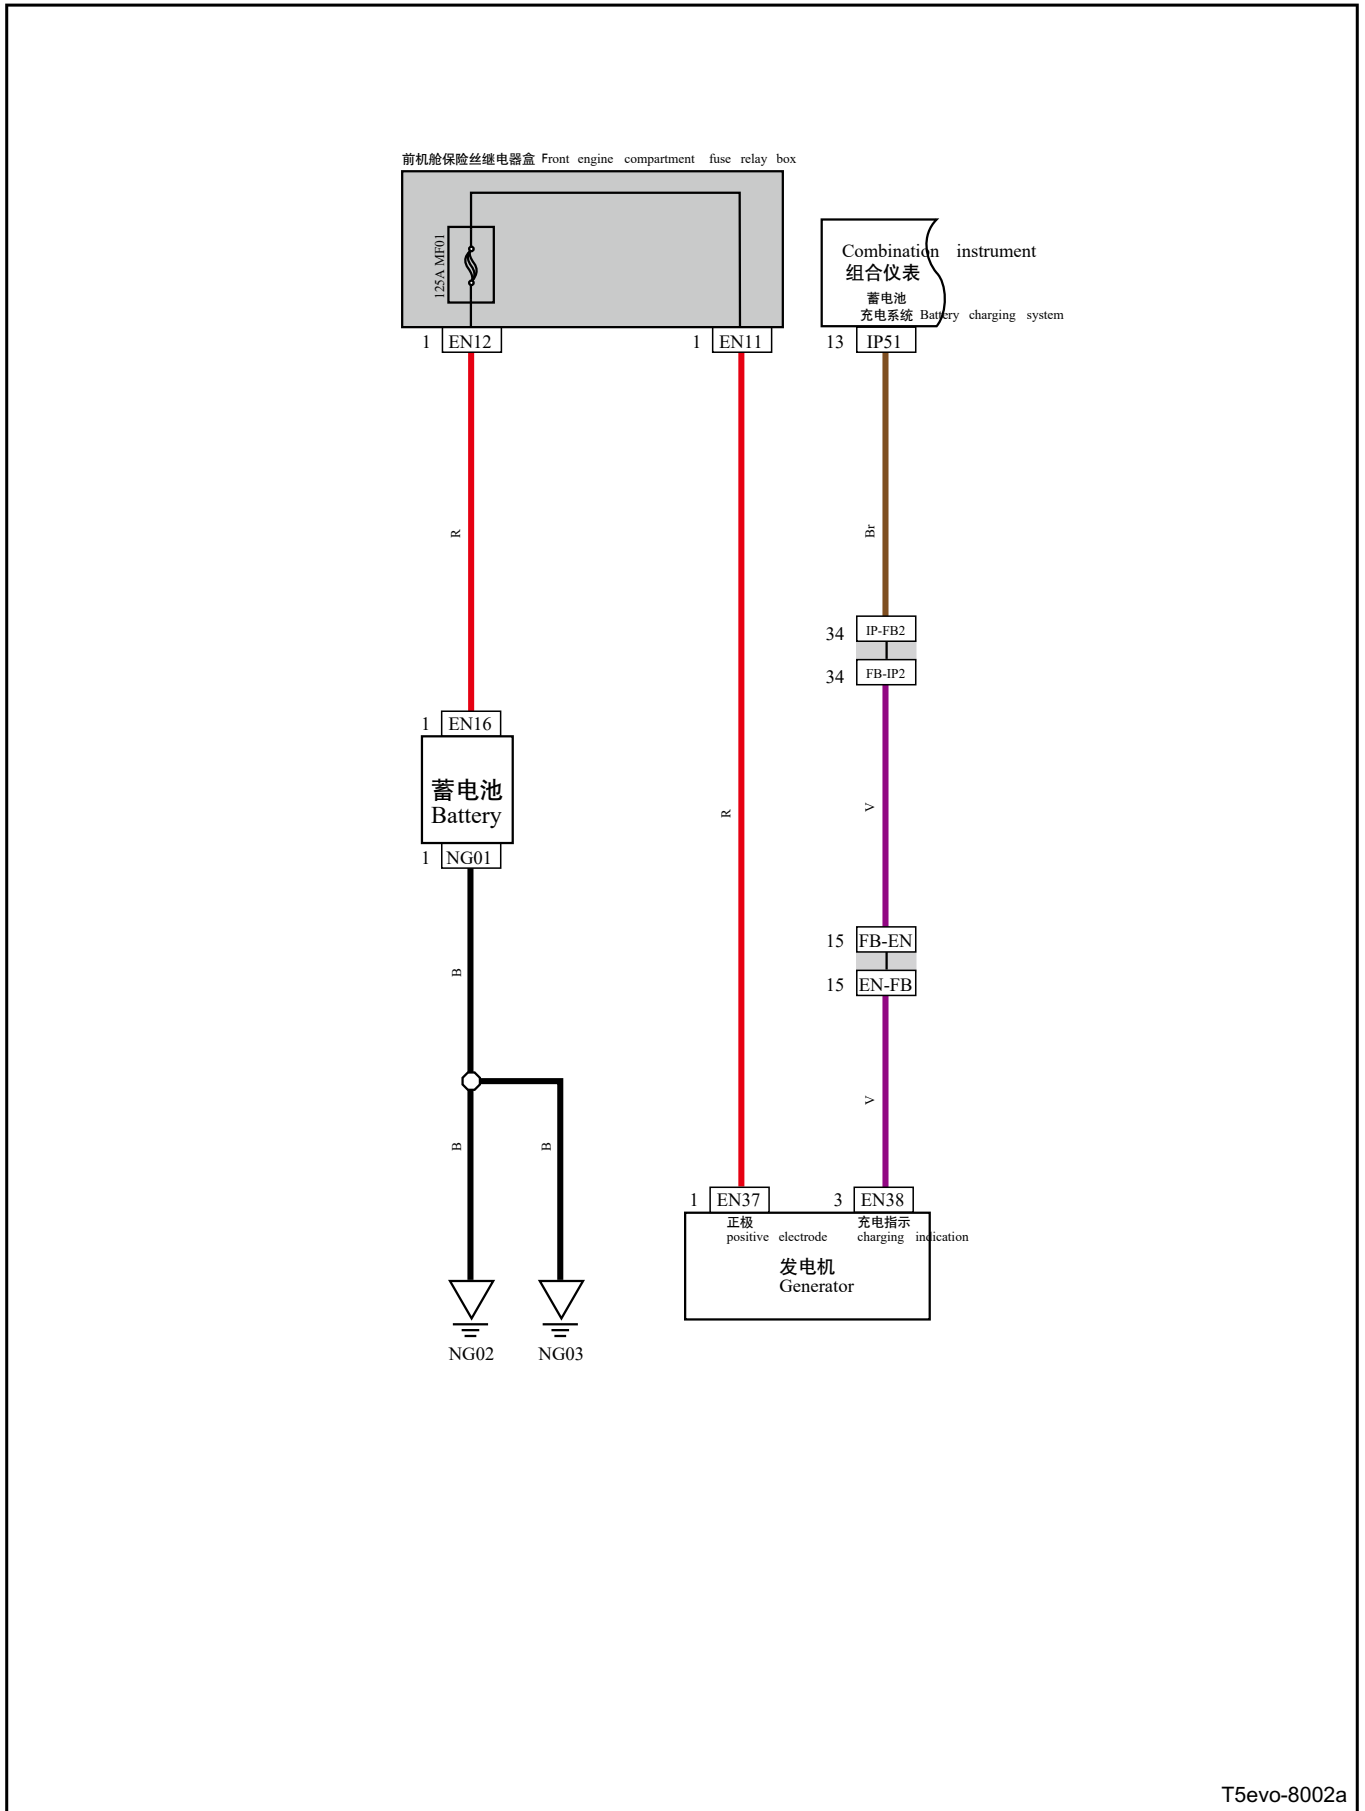 前机舱保险丝继电器盒 Front engine compartment fuse relay box
125A MF01
Combination instrument
组合仪表
蓄电池
充电系统 Battery charging system
1 EN12
1 EN11
13 IP51
R
Br
34 IP-FB2
34 FB-IP2
1 EN16
蓄电池
Battery
R
V
1 NG01
15 FB-EN
B
15 EN-FB
V
B
B
1 EN37
3 EN38
正极
positive electrode
充电指示
charging indication
发电机
Generator
NG02
NG03
T5evo-8002a